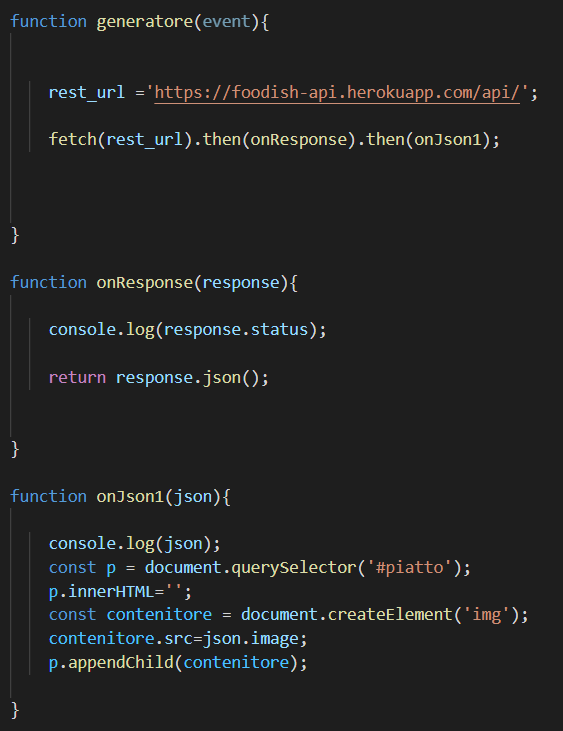 function generatore(event){
rest_url ='https://foodish-api.herokuapp.com/api/';
fetch(rest_url).then(onResponse).then(onJson1);
}
function onResponse(response){
console.log(response.status);
return response.json();
}
function onJson1(json){
console.log(json);
const p = document.querySelector('#piatto');
p.innerHTML='';
const contenitore = document.createElement('img');
contenitore.src=json.image;
p.appendChild(contenitore);
}